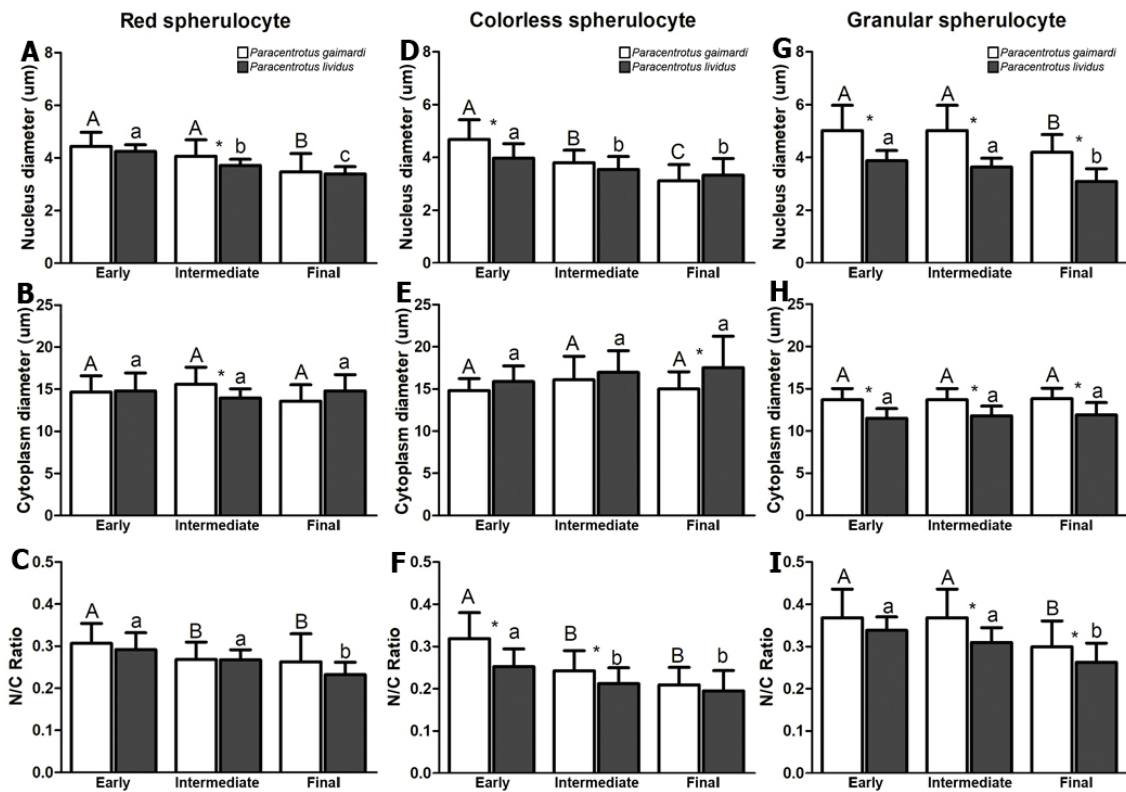 Red spherulocyte
Colorless spherulocyte
Granular spherulocyte
A
Nucleus diameter (um)
8
6
4
2
0
Paracentrotus gaimardi
Paracentrotus lividus
A a A * b B c
Early Intermediate Final
D
Nucleus diameter (um)
8
6
4
2
0
Paracentrotus gaimardi
Paracentrotus lividus
A * a B b C b
Early Intermediate Final
G
Nucleus diameter (um)
8
6
4
2
0
Paracentrotus gaimardi
Paracentrotus lividus
A * a A * a B * b
Early Intermediate Final
B
Cytoplasm diameter (um)
25
20
15
10
5
0
A a A * a A a
Early Intermediate Final
E
Cytoplasm diameter (um)
25
20
15
10
5
0
A a A a A * a
Early Intermediate Final
H
Cytoplasm diameter (um)
25
20
15
10
5
0
A * a A * a A * a
Early Intermediate Final
C
N/C Ratio
0.5
0.4
0.3
0.2
0.1
0.0
A a B a B b
Early Intermediate Final
F
N/C Ratio
0.5
0.4
0.3
0.2
0.1
0.0
A * a B * b B b
Early Intermediate Final
I
N/C Ratio
0.5
0.4
0.3
0.2
0.1
0.0
A a A * a B * b
Early Intermediate Final